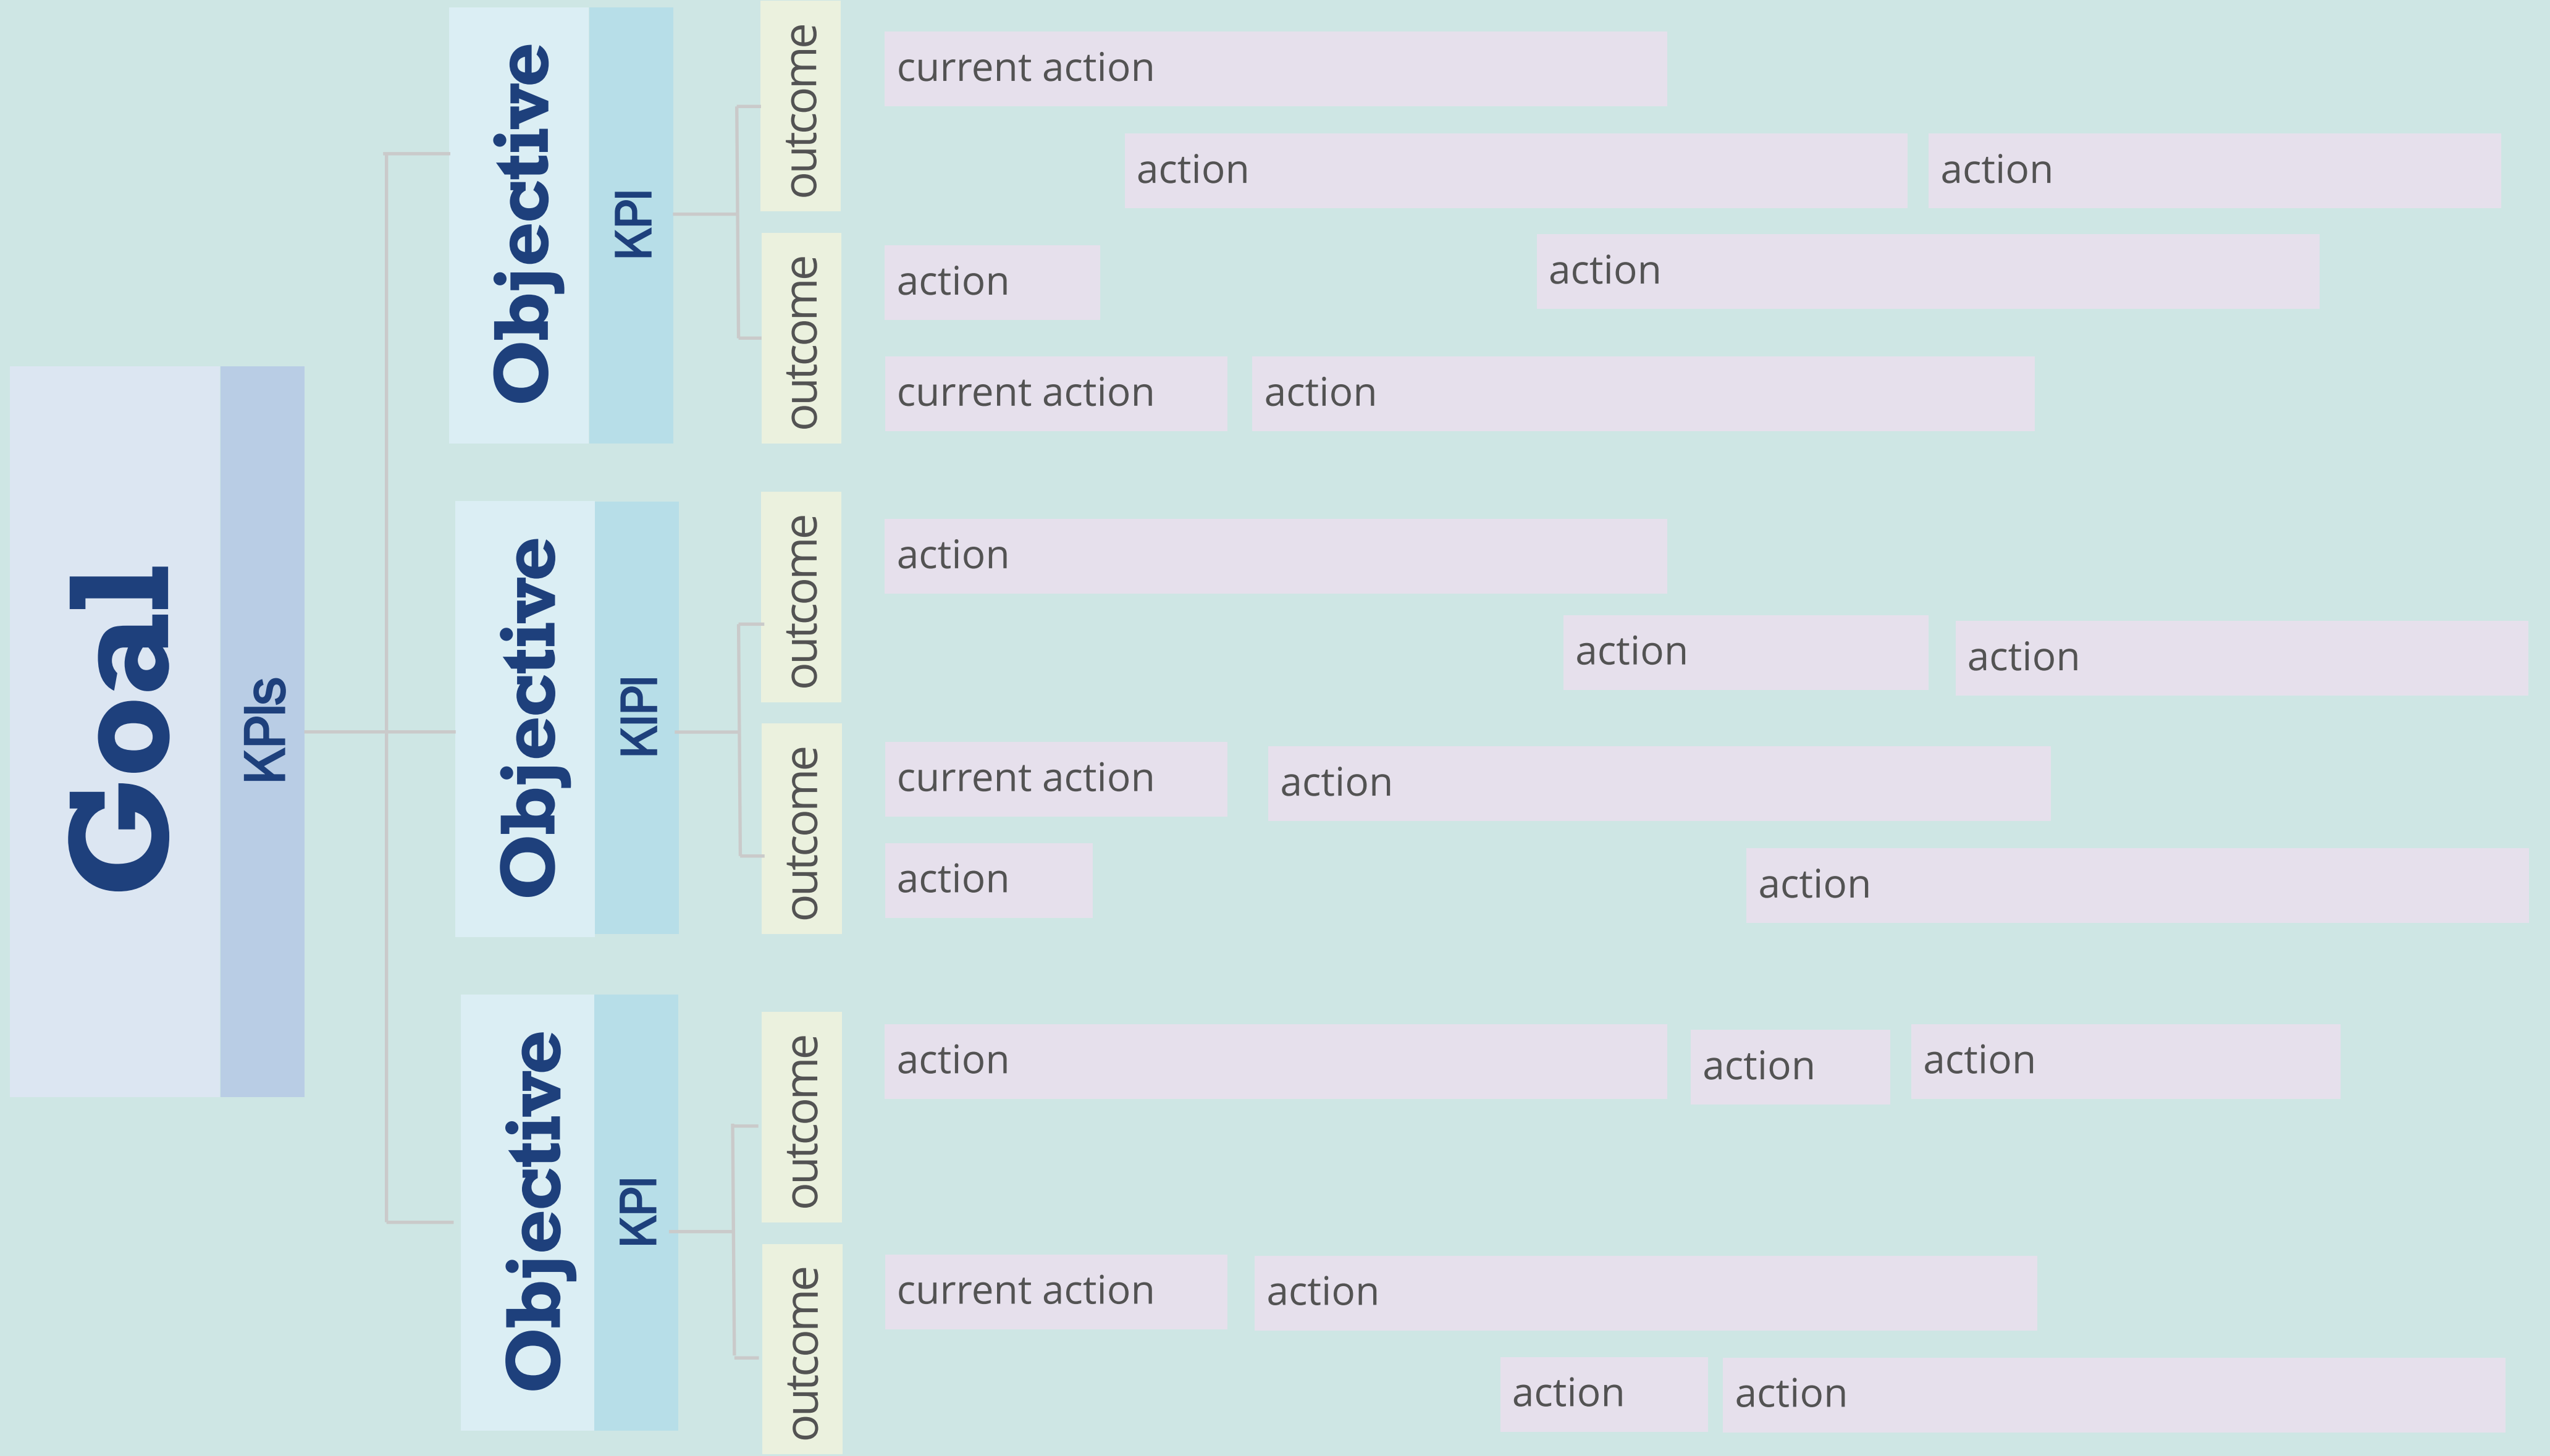 Goal
KPIs
Objective
KPI
outcome
current action
action action
outcome
action action
current action action
Objective
KIPI
outcome
action
action action
outcome
current action action
action action
Objective
KPI
outcome
action action action
outcome
current action action
action action